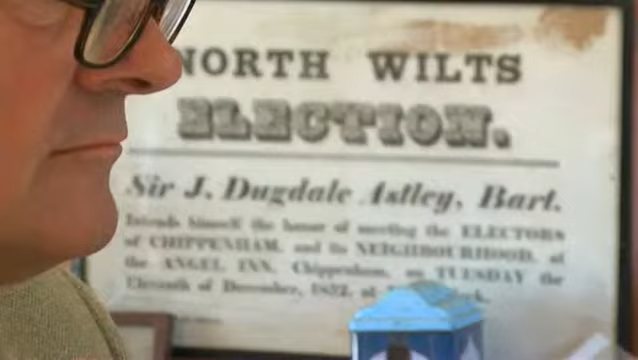 NORTH WILTS
ELECTION.
Sir J. Dugdale Astley, Bart.
Intends himself the honor of meeting the ELECTORS
of CHIPPENHAM, and its NEIGHBOURHOOD, at
the ANGEL INN, Chippenham, on TUESDAY the
Eleventh of December, 1832, at